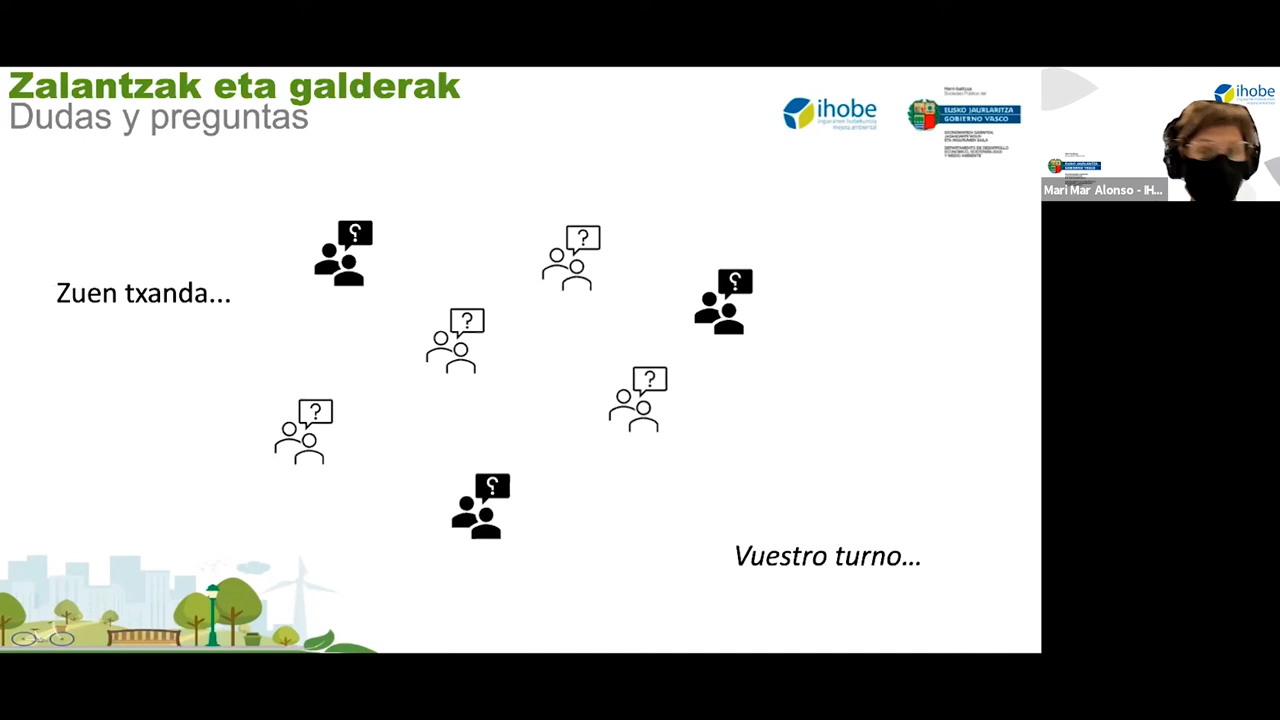 Zalantzak eta galderak
Dudas y preguntas
ihobe
EUSKO JAURLARITZA
GOBIERNO VASCO
ihobe
Mari Mar Alonso - IH...
?
?
?
Zuen txanda...
?
?
?
?
Vuestro turno...